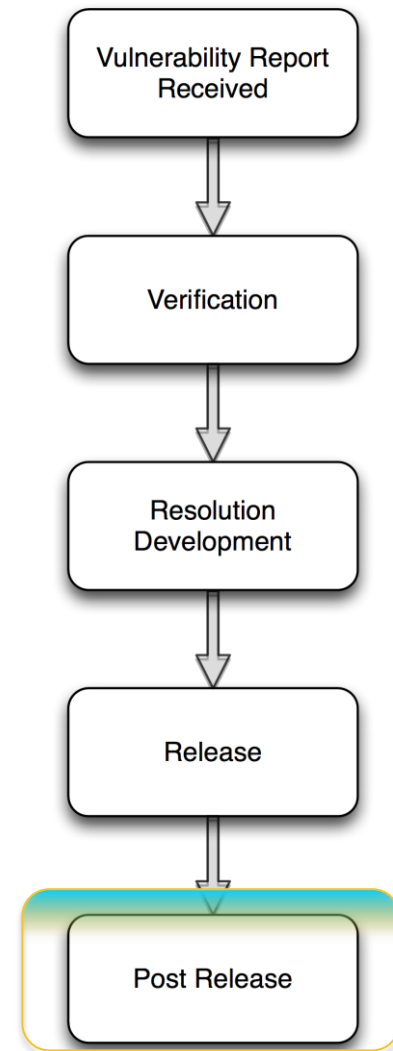 Vulnerability Report
Received
Verification
Resolution
Development
Release
Post Release